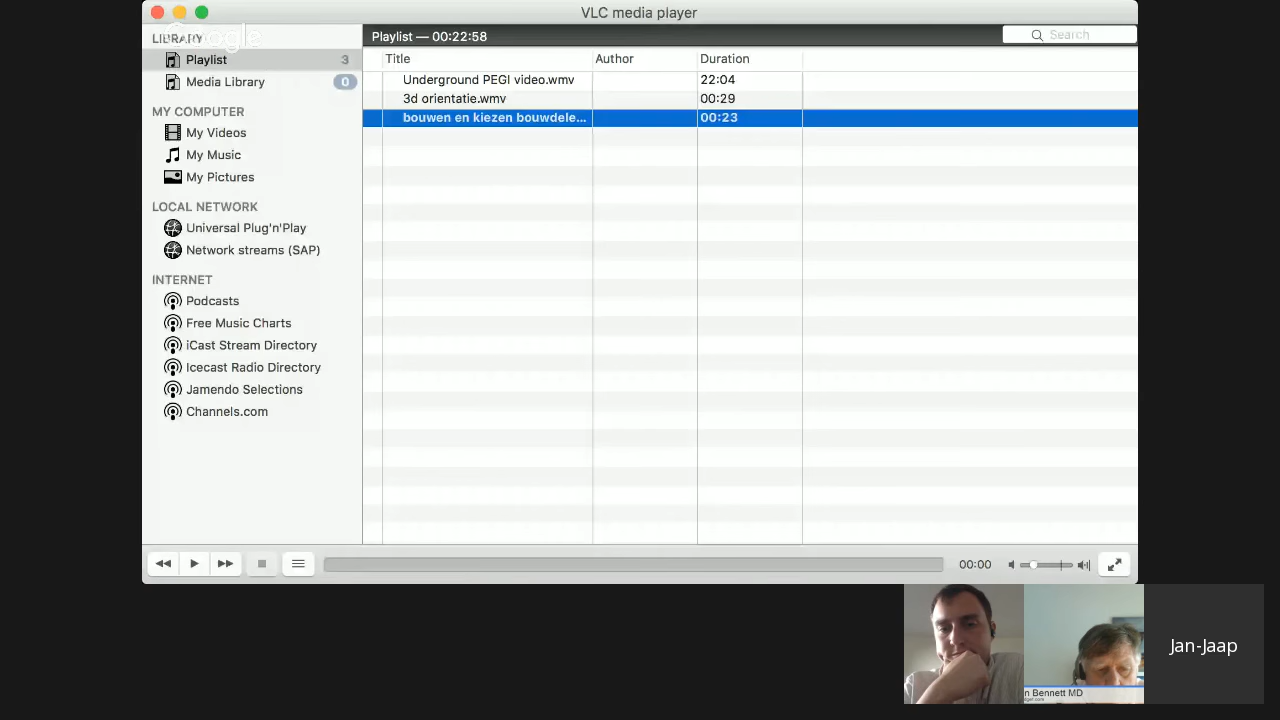 VLC media player
LIBRARY
Google
Playlist — 00:22:58
Search
Playlist 3
Media Library 0
MY COMPUTER
My Videos
My Music
My Pictures
LOCAL NETWORK
Universal Plug'n'Play
Network streams (SAP)
INTERNET
Podcasts
Free Music Charts
iCast Stream Directory
Icecast Radio Directory
Jamendo Selections
Channels.com
Title Author Duration
Underground PEGI video.wmv 22:04
3d orientatie.wmv 00:29
bouwen en kiezen bouwdele... 00:23
00:00
n Bennett MD
Jan-Jaap